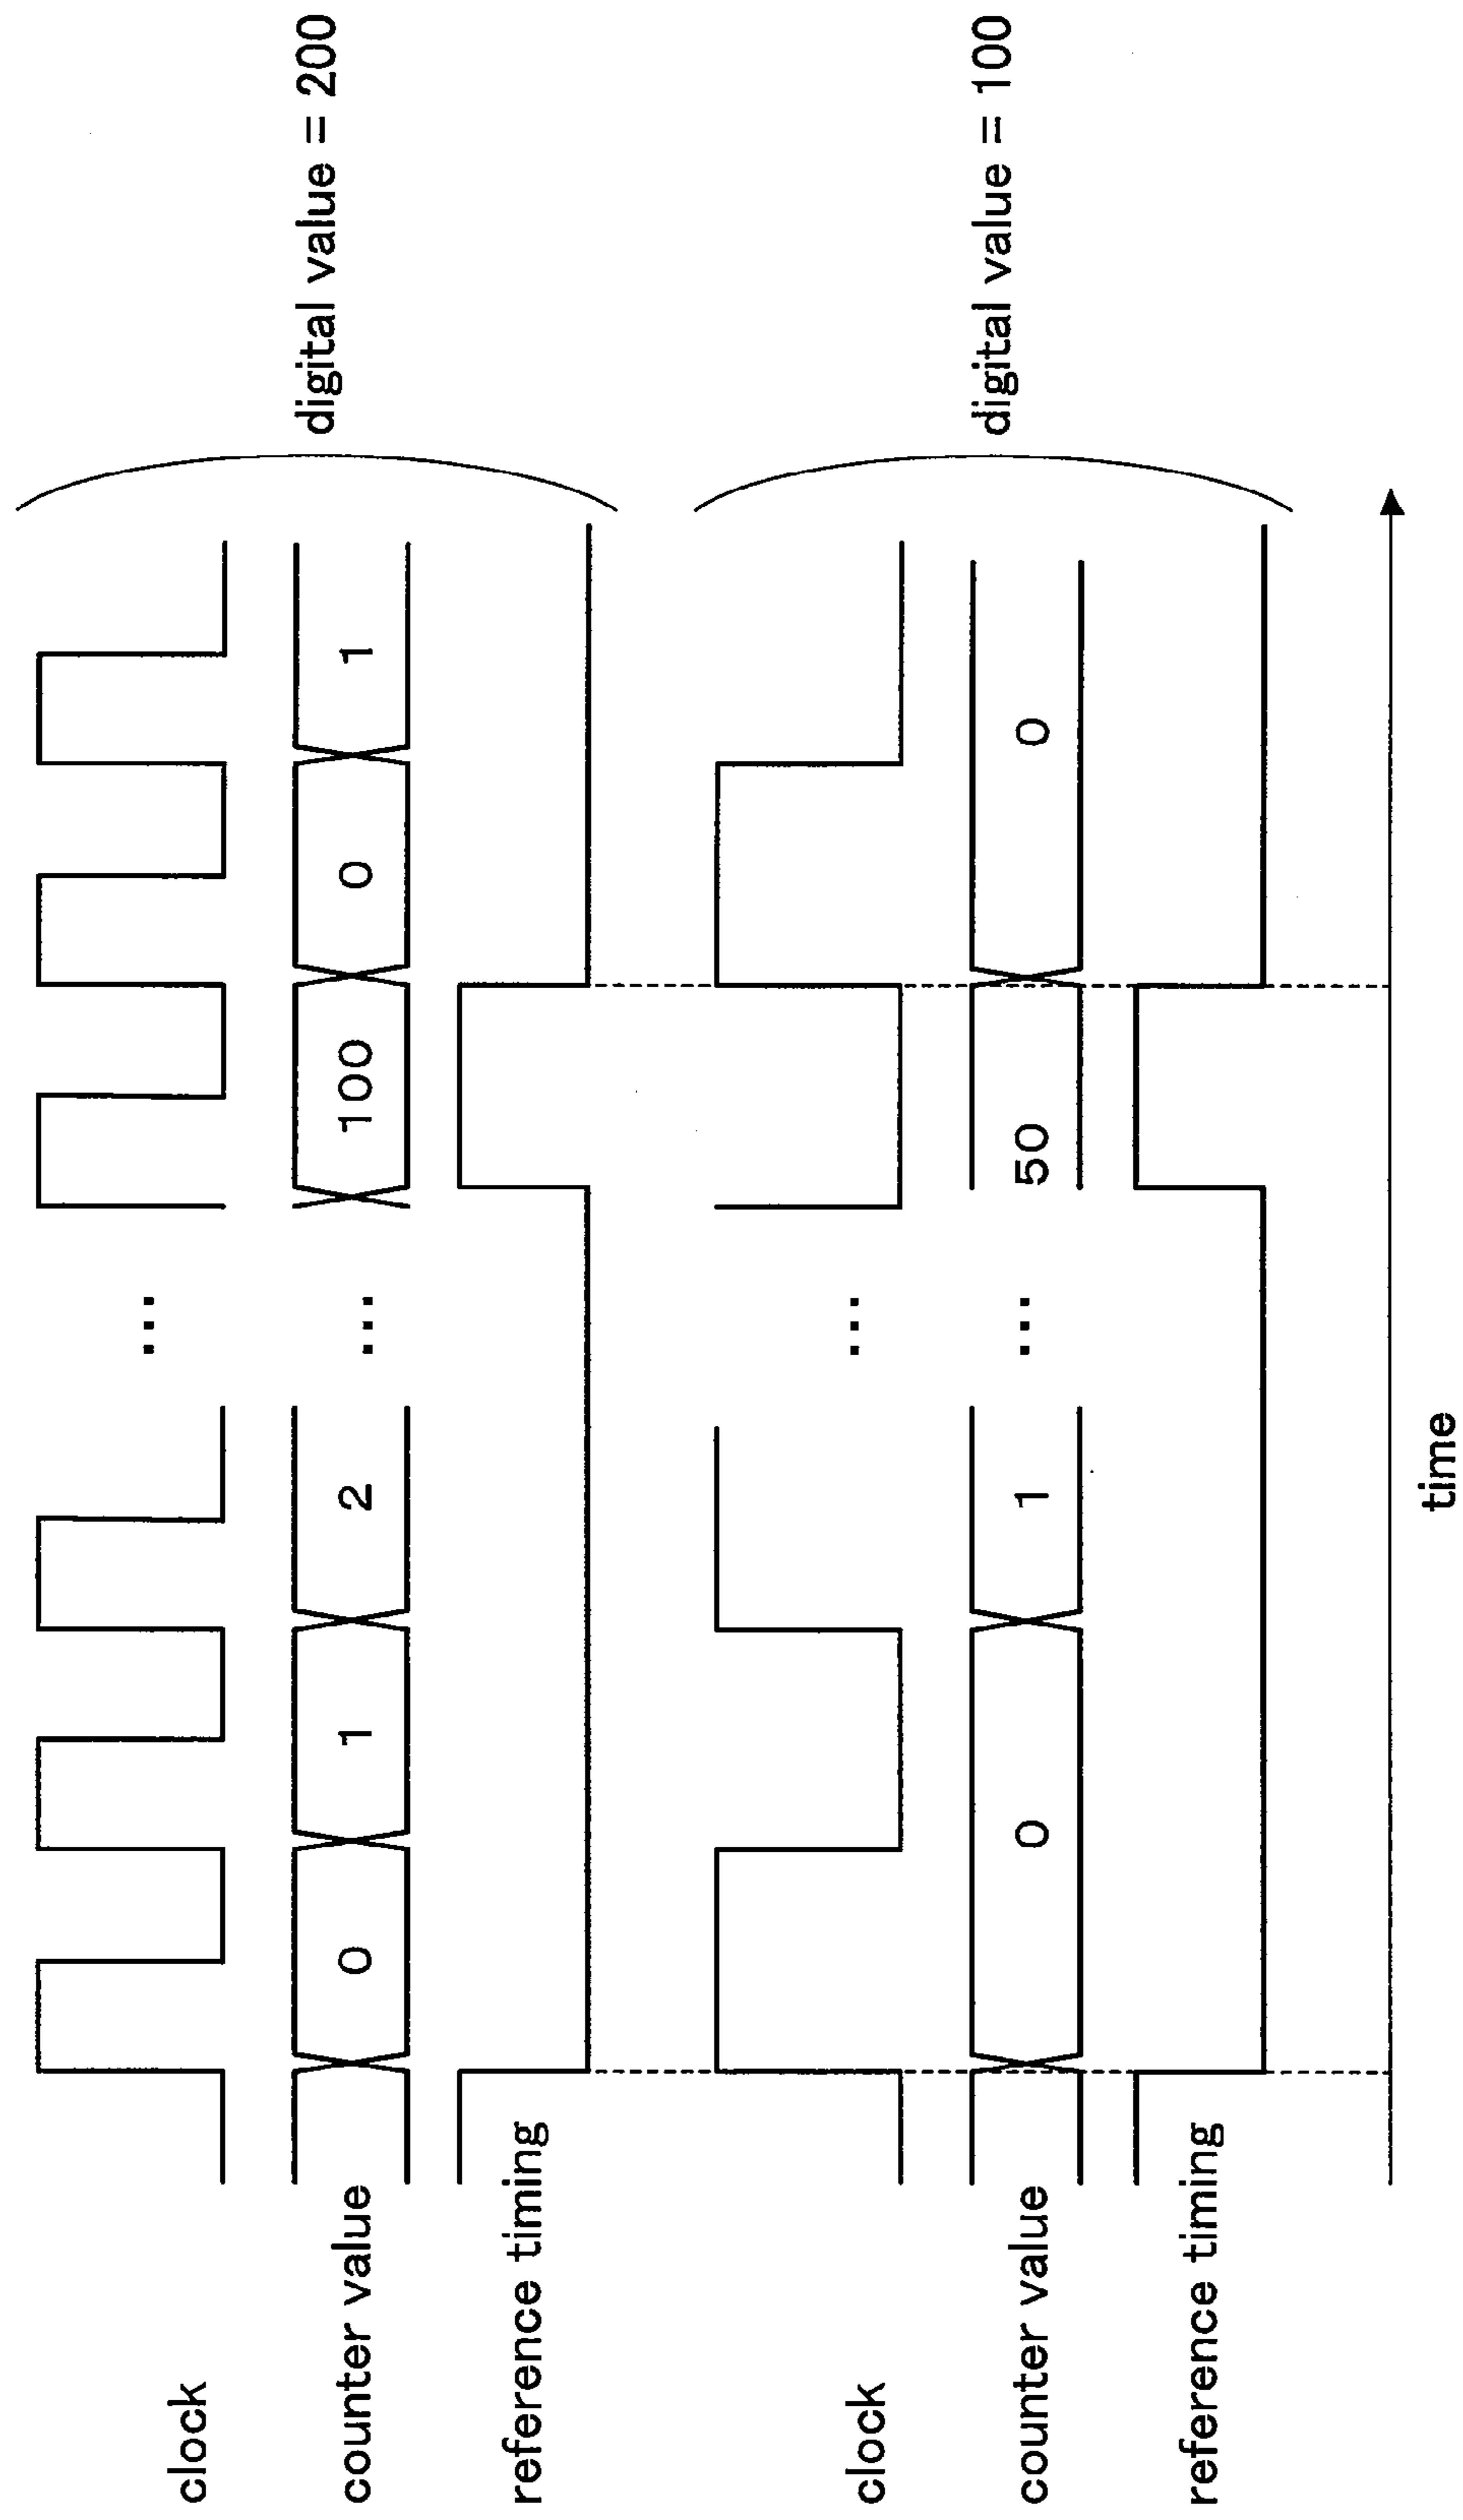 clock
... 
digital value = 200
counter value
0 1 2 ... 100 0 1
reference timing
clock
...
digital value = 100
counter value
0 1 ... 50 0
reference timing
time